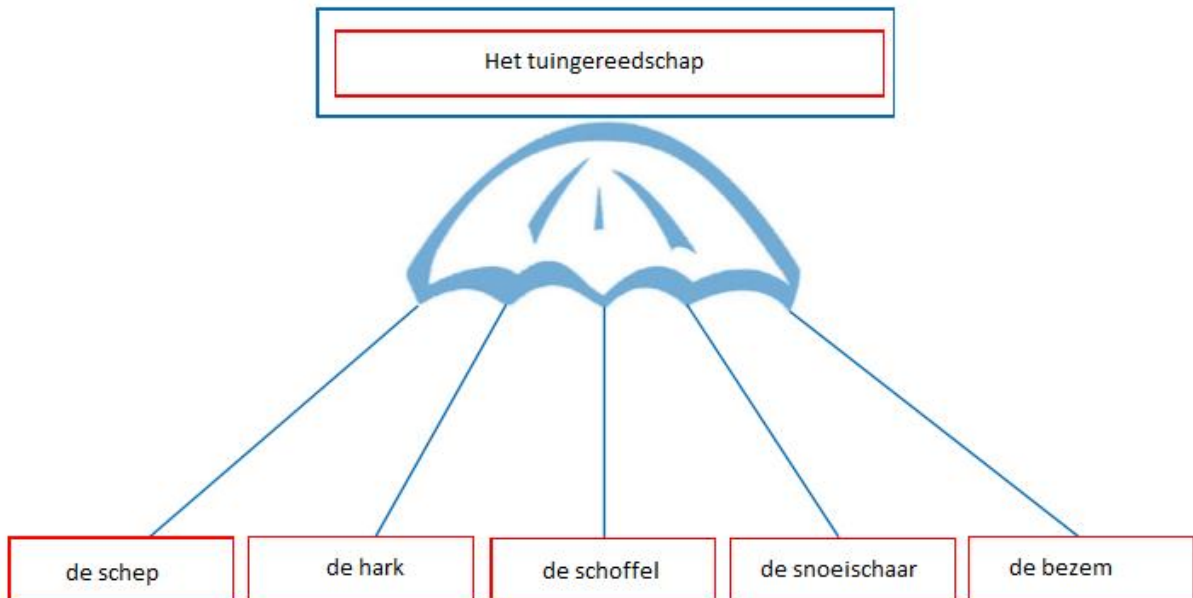 Het tuingereedschap
de schep
de hark
de schoffel
de snoeischaar
de bezem